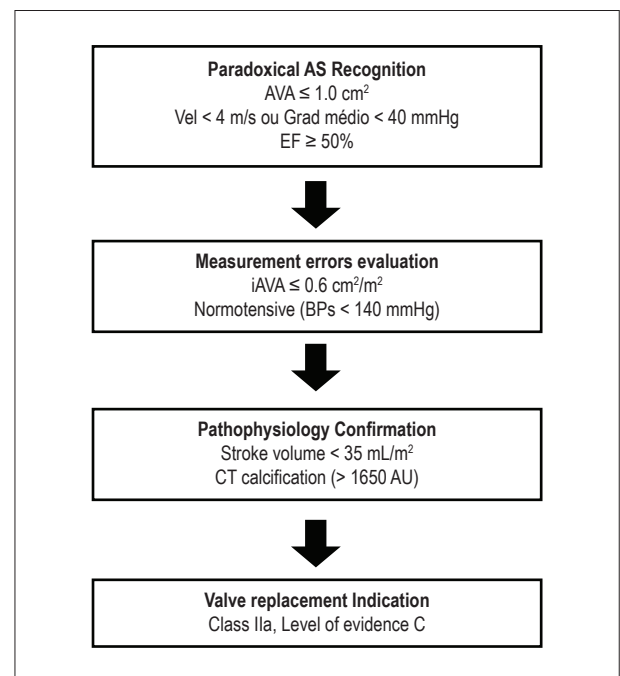 Paradoxical AS Recognition
AVA ≤ 1.0 cm²
Vel < 4 m/s ou Grad médio < 40 mmHg
EF ≥ 50%
Measurement errors evaluation
iAVA ≤ 0.6 cm²/m²
Normotensive (BPs < 140 mmHg)
Pathophysiology Confirmation
Stroke volume < 35 mL/m²
CT calcification (> 1650 AU)
Valve replacement Indication
Class IIa, Level of evidence C